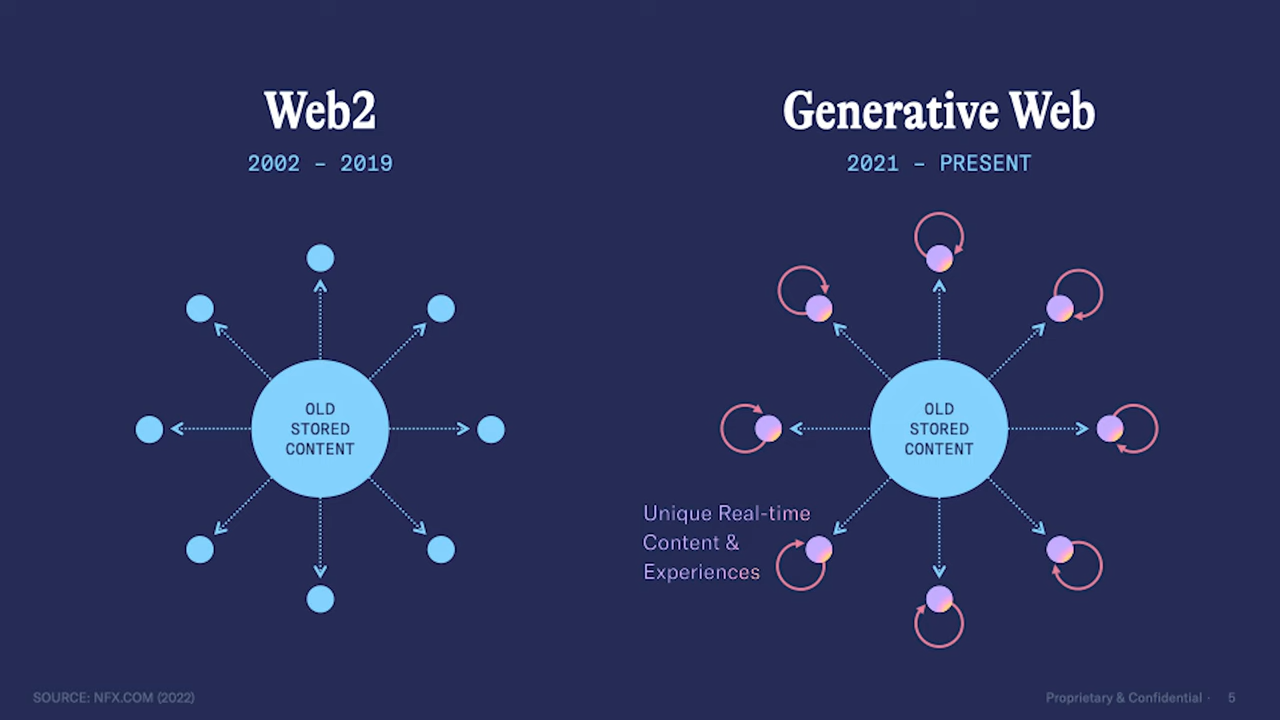 Web2
2002 – 2019
OLD
STORED
CONTENT
Generative Web
2021 – PRESENT
OLD
STORED
CONTENT
Unique Real-time
Content &
Experiences
SOURCE: NFX.COM (2022)
Proprietary & Confidential · 5